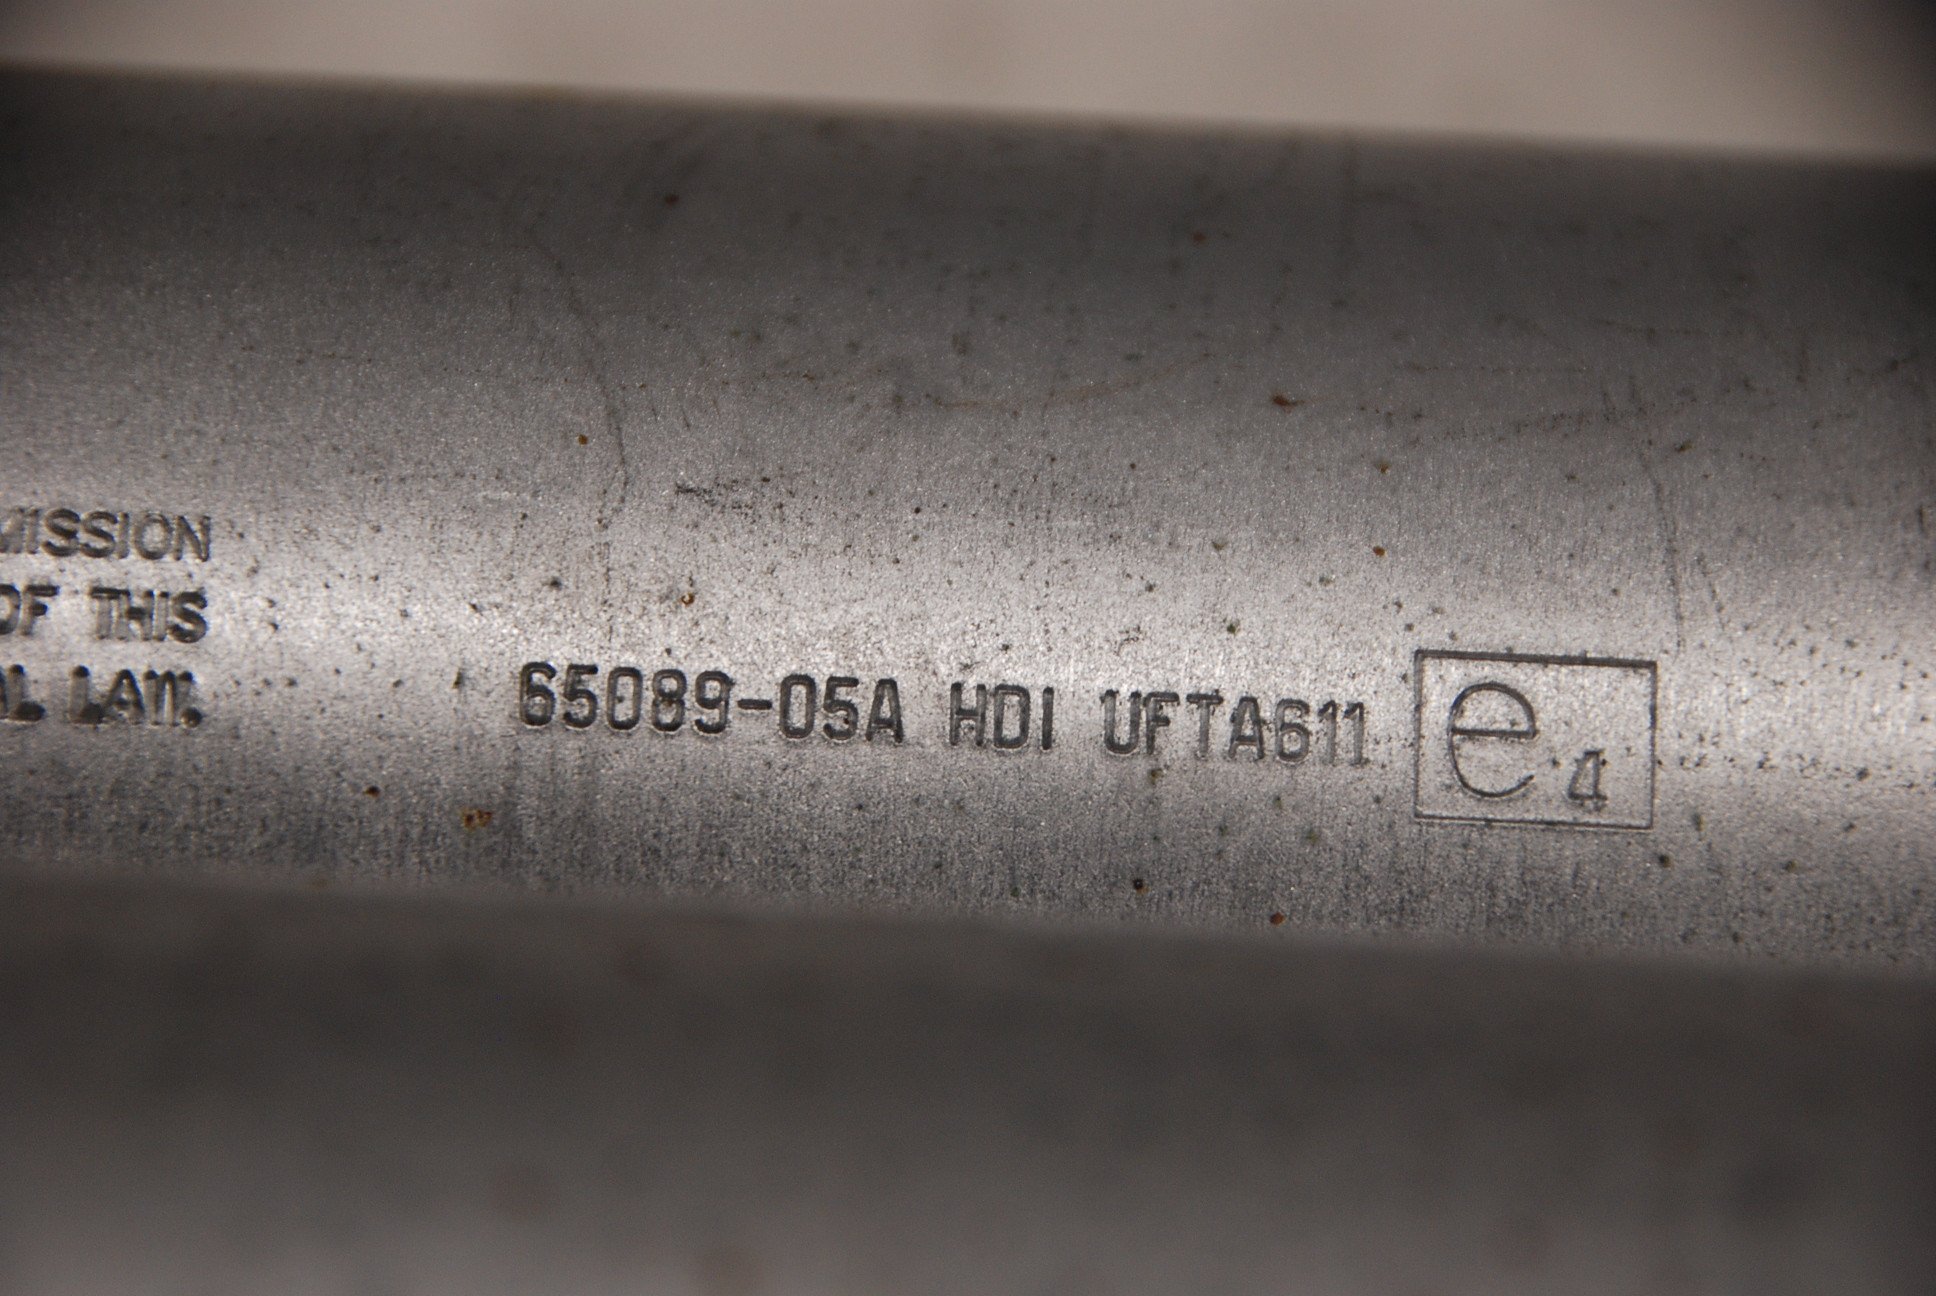 MISSION
OF THIS
AL LAW.
65089-05A HDI UFTA611 e4